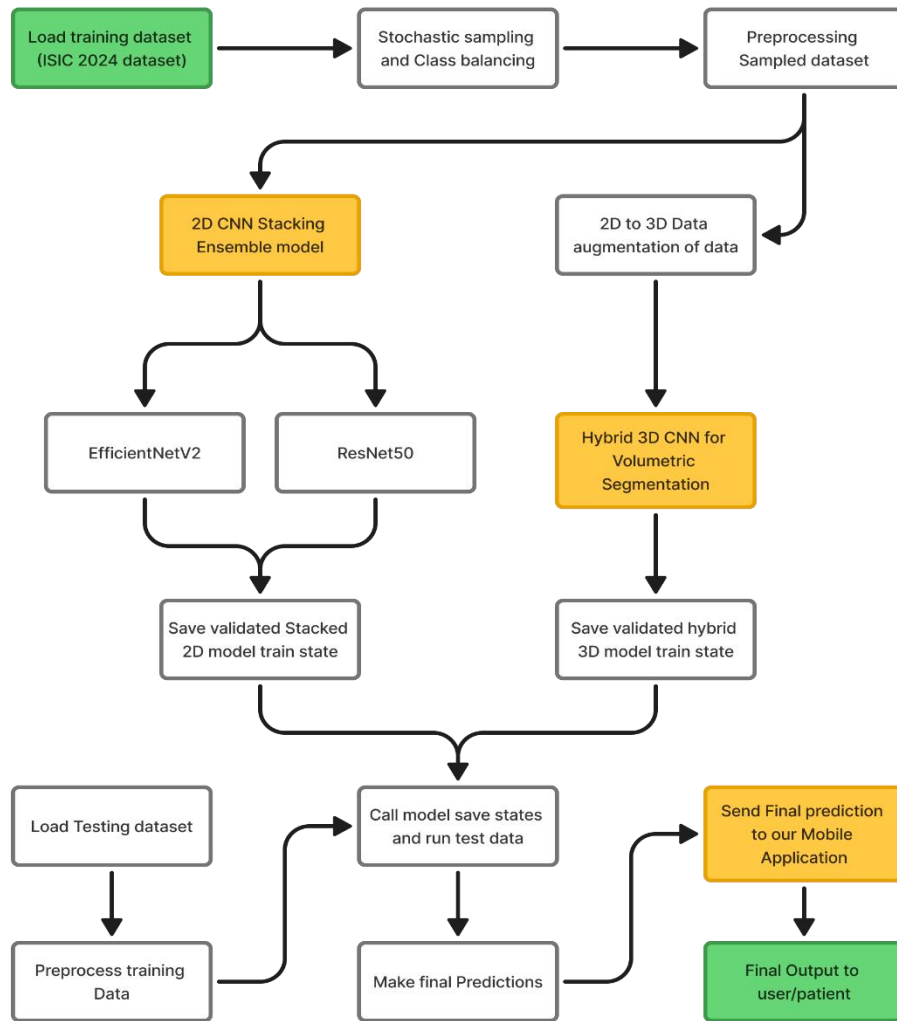 Load training dataset
(ISIC 2024 dataset)
Stochastic sampling
and Class balancing
Preprocessing
Sampled dataset
2D CNN Stacking
Ensemble model
2D to 3D Data
augmentation of data
EfficientNetV2
ResNet50
Hybrid 3D CNN for
Volumetric
Segmentation
Save validated Stacked
2D model train state
Save validated hybrid
3D model train state
Load Testing dataset
Call model save states
and run test data
Send Final prediction
to our Mobile
Application
Preprocess training
Data
Make final Predictions
Final Output to
user/patient